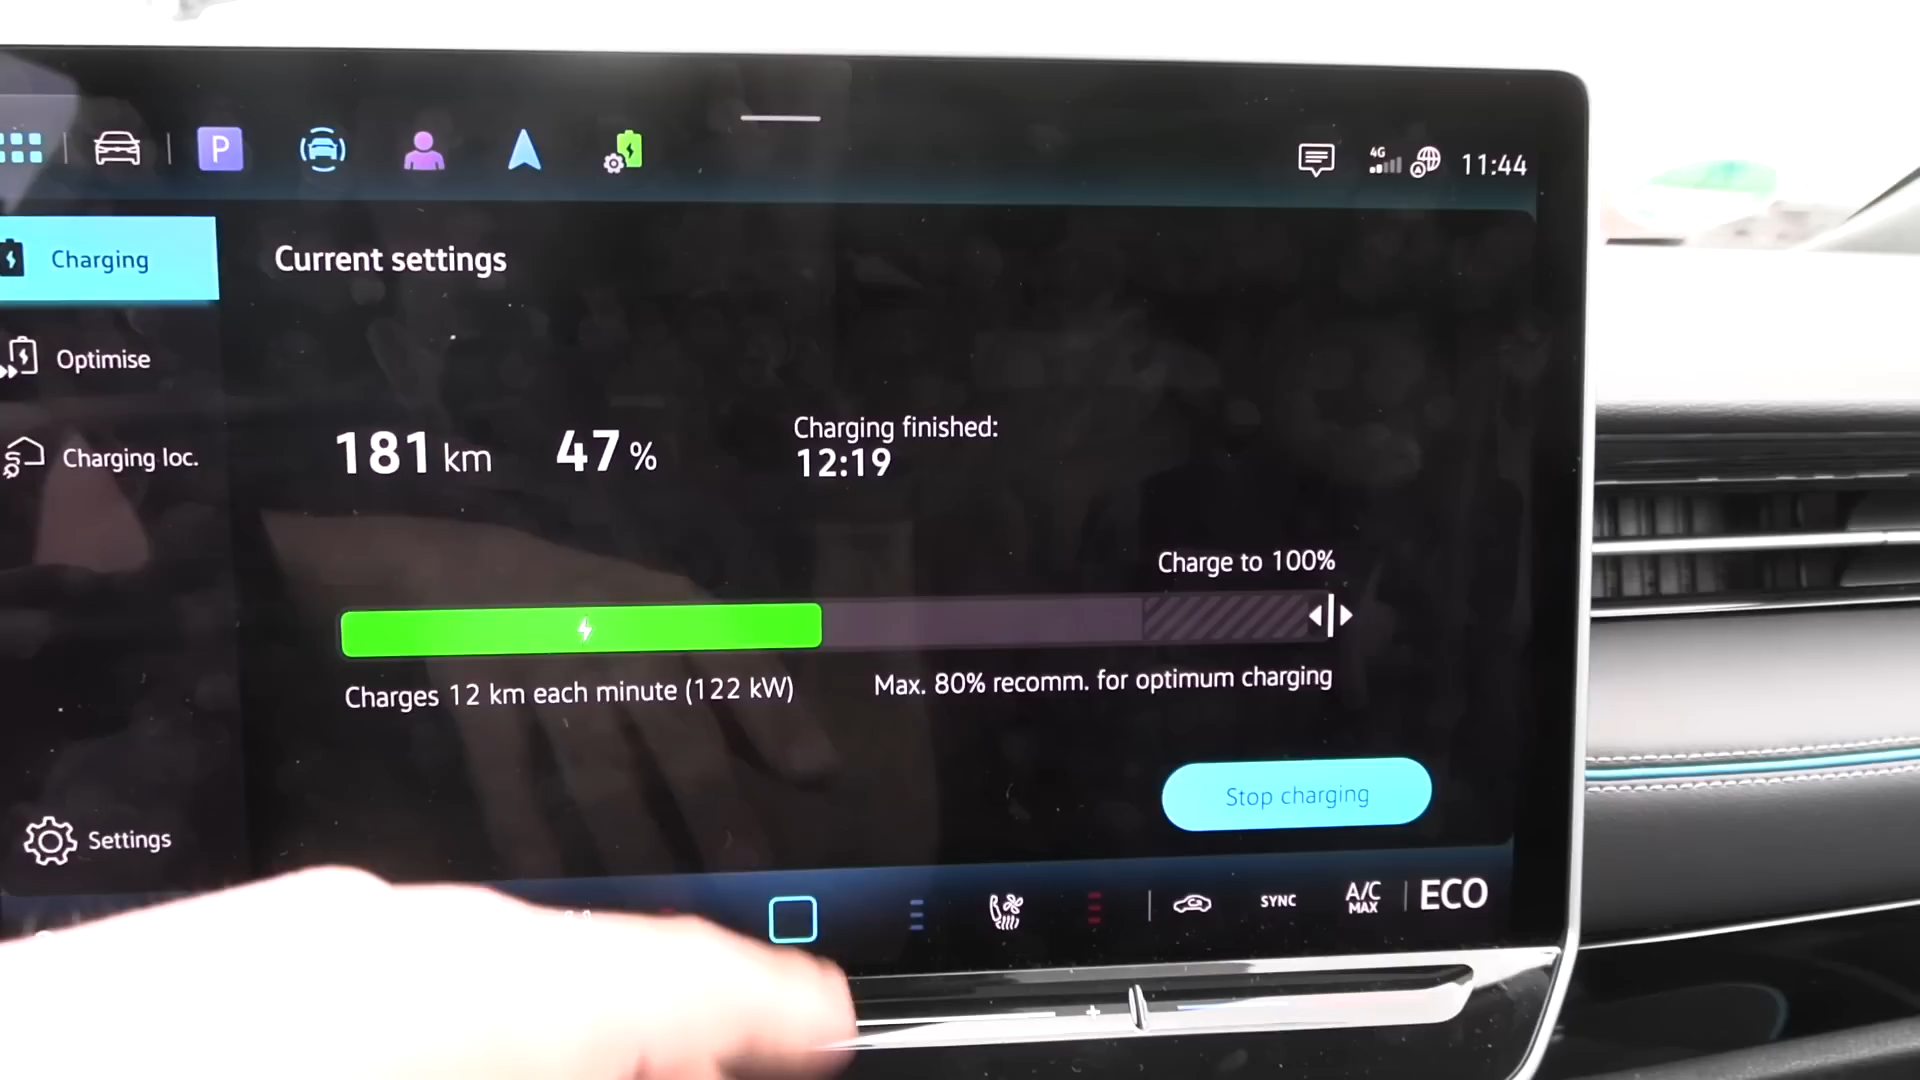 P
4G
11:44
Charging
Current settings
Optimise
Charging loc.
181 km
47 %
Charging finished:
12:19
Charge to 100%
Charges 12 km each minute (122 kW)
Max. 80% recomm. for optimum charging
Stop charging
Settings
SYNC
A/C
MAX
ECO